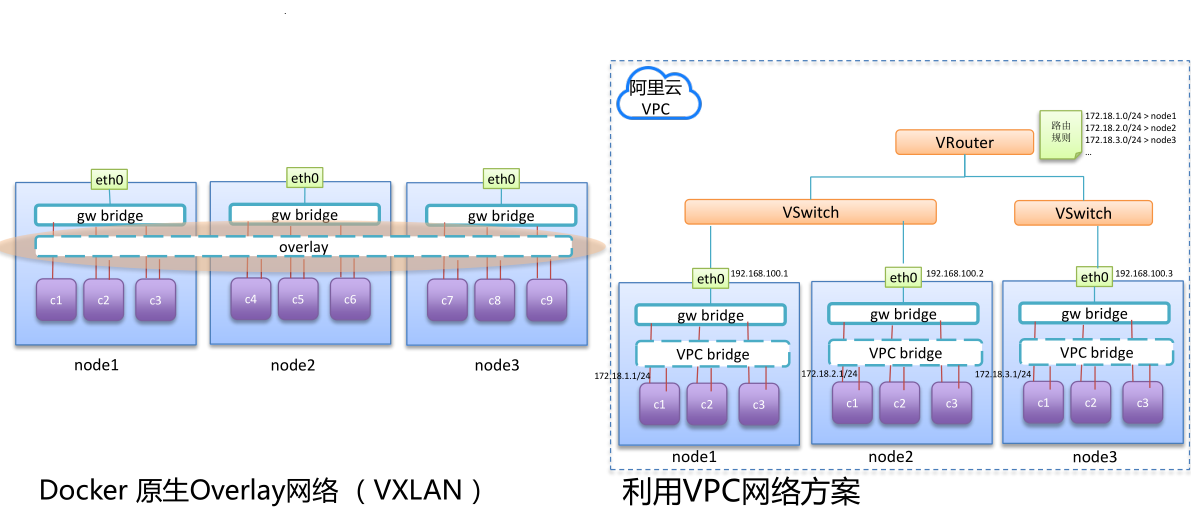 eth0
eth0
eth0
gw bridge
gw bridge
gw bridge
overlay
c1
c2
c3
c4
c5
c6
c7
c8
c9
node1
node2
node3
Docker 原生Overlay网络 （ VXLAN ）
阿里云
VPC
VRouter
路由
规则
172.18.1.0/24 > node1
172.18.2.0/24 > node2
172.18.3.0/24 > node3
...
VSwitch
VSwitch
eth0
192.168.100.1
eth0
192.168.100.2
eth0
192.168.100.3
gw bridge
gw bridge
gw bridge
VPC bridge
VPC bridge
VPC bridge
172.18.1.1/24
172.18.2.1/24
172.18.3.1/24
c1
c2
c3
c1
c2
c3
c1
c2
c3
node1
node2
node3
利用VPC网络方案